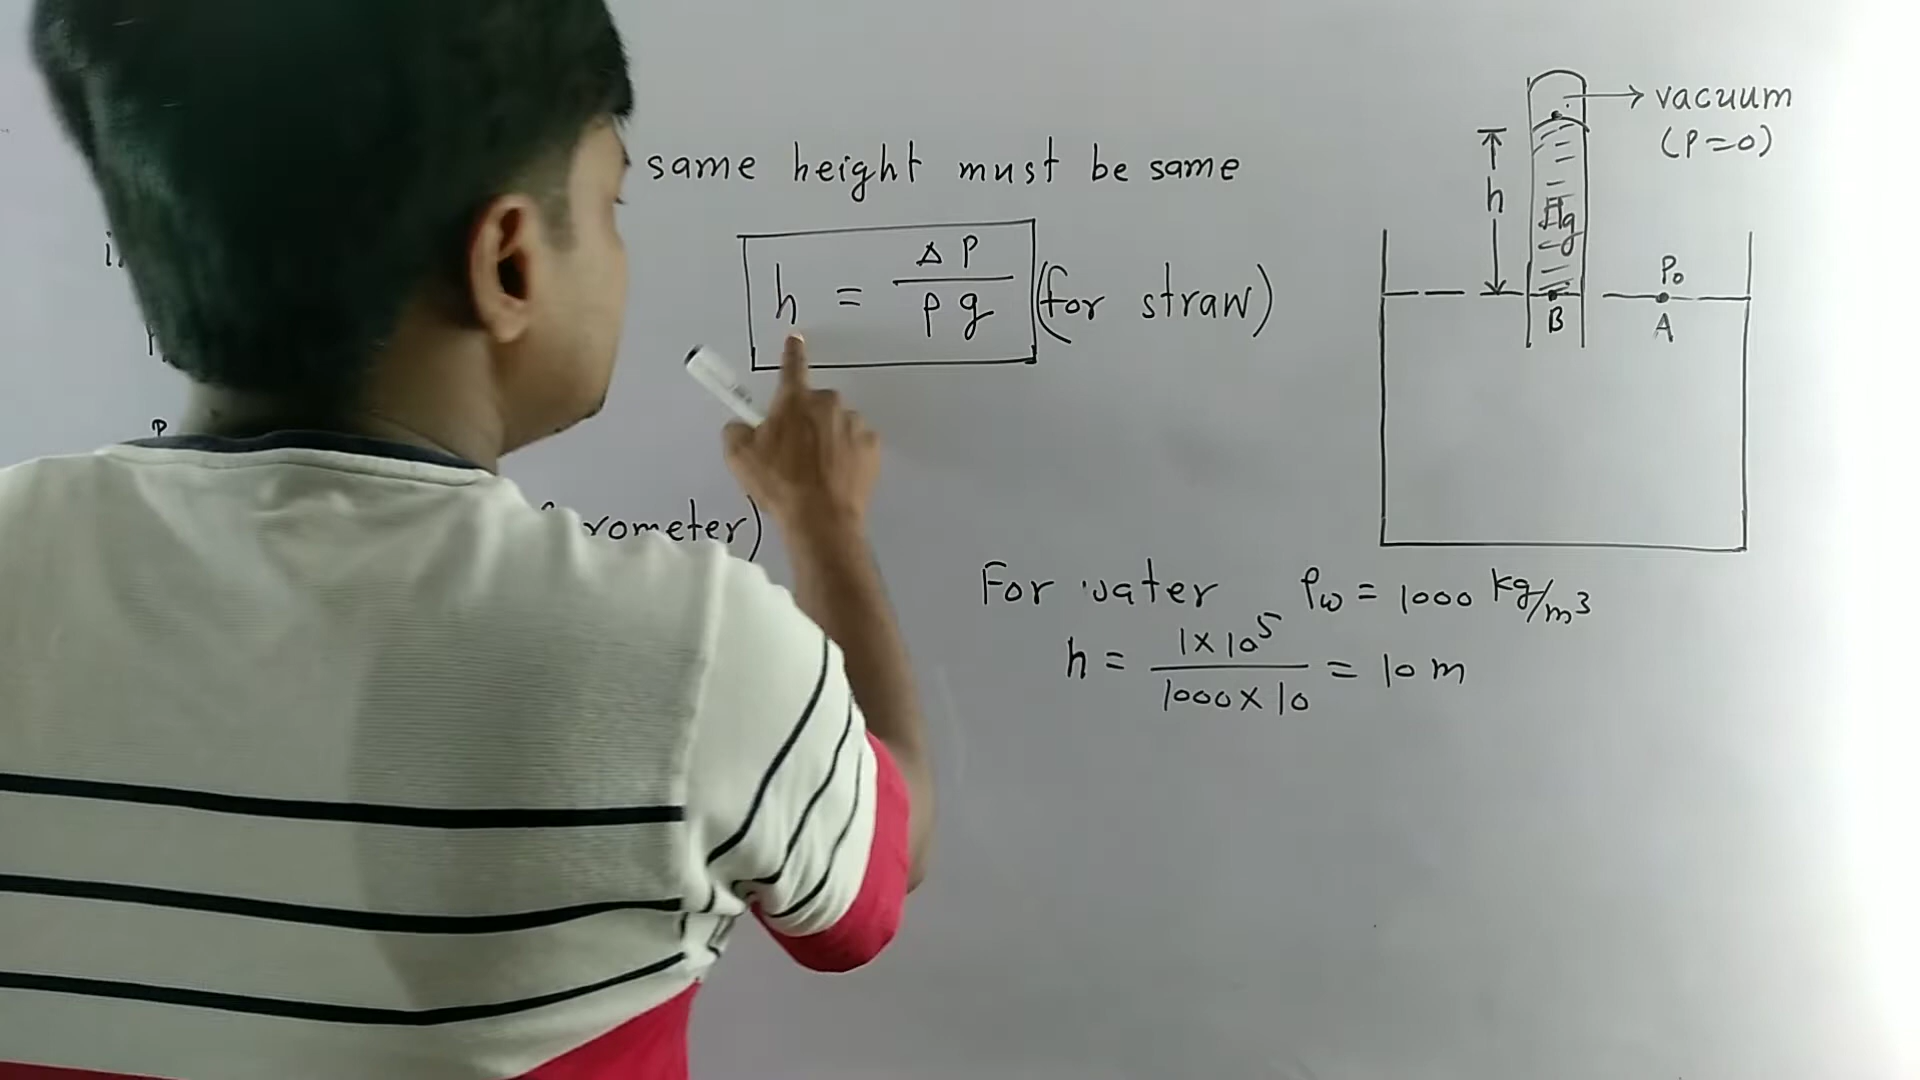 same height must be same
h = ΔP / ρg (for straw)
rometer)
For water ρw = 1000 kg/m³
h = 1×10⁵ / 1000×10 = 10 m
vacuum
(P=0)
h
Hg
P₀
B
A
P